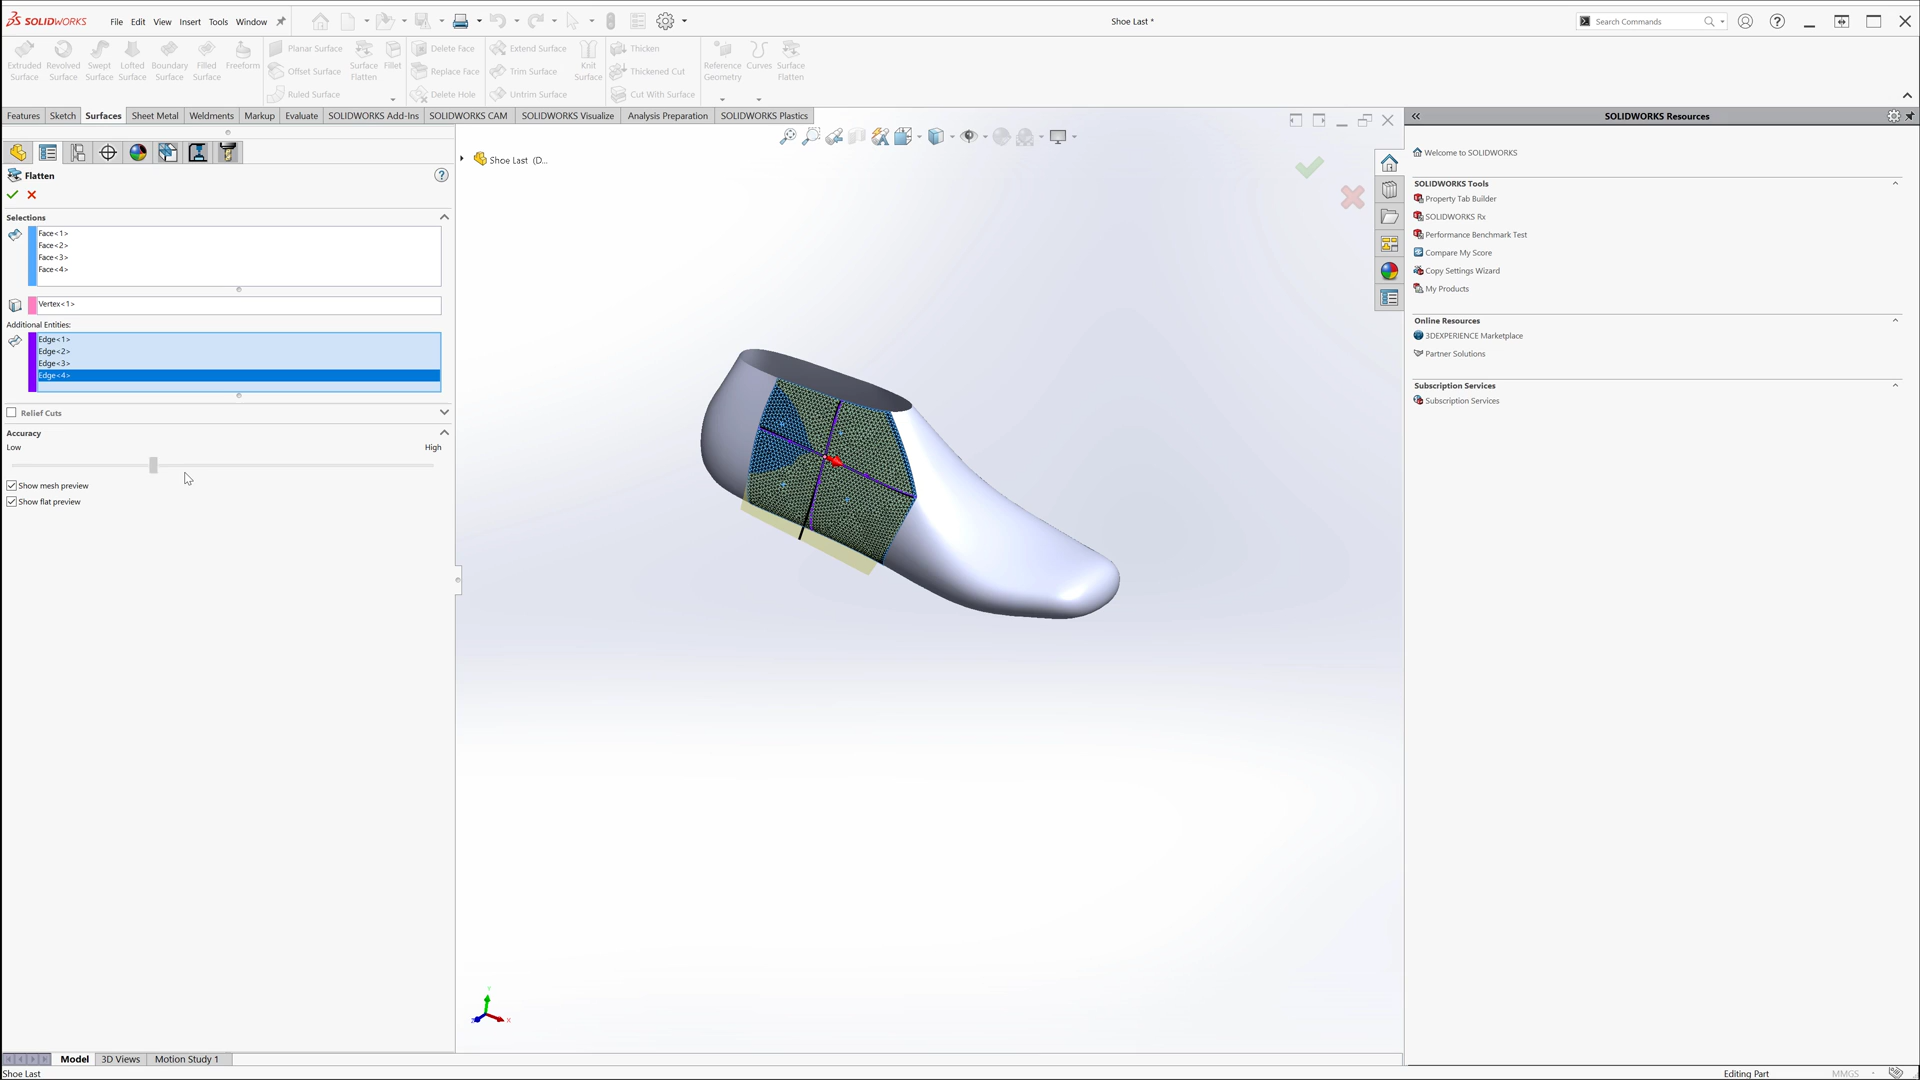 SOLIDWORKS File Edit View Insert Tools Window
Shoe Last *
Search Commands
Extruded Surface
Revolved Surface
Swept Surface
Lofted Surface
Boundary Surface
Filled Surface
Freeform
Planar Surface
Offset Surface
Ruled Surface
Surface Flatten
Fillet
Delete Face
Replace Face
Delete Hole
Extend Surface
Trim Surface
Untrim Surface
Knit Surface
Thicken
Thickened Cut
Cut With Surface
Reference Geometry
Curves
Surface Flatten
Features Sketch Surfaces Sheet Metal Weldments Markup Evaluate SOLIDWORKS Add-Ins SOLIDWORKS CAM SOLIDWORKS Visualize Analysis Preparation SOLIDWORKS Plastics
Flatten
Selections
Face<1>
Face<2>
Face<3>
Face<4>
Vertex<1>
Additional Entities:
Edge<1>
Edge<2>
Edge<3>
Edge<4>
Relief Cuts
Accuracy
Low High
Show mesh preview
Show flat preview
Shoe Last (D...
SOLIDWORKS Resources
Welcome to SOLIDWORKS
SOLIDWORKS Tools
Property Tab Builder
SOLIDWORKS Rx
Performance Benchmark Test
Compare My Score
Copy Settings Wizard
My Products
Online Resources
3DEXPERIENCE Marketplace
Partner Solutions
Subscription Services
Subscription Services
Model 3D Views Motion Study 1
Shoe Last
Editing Part MMGS